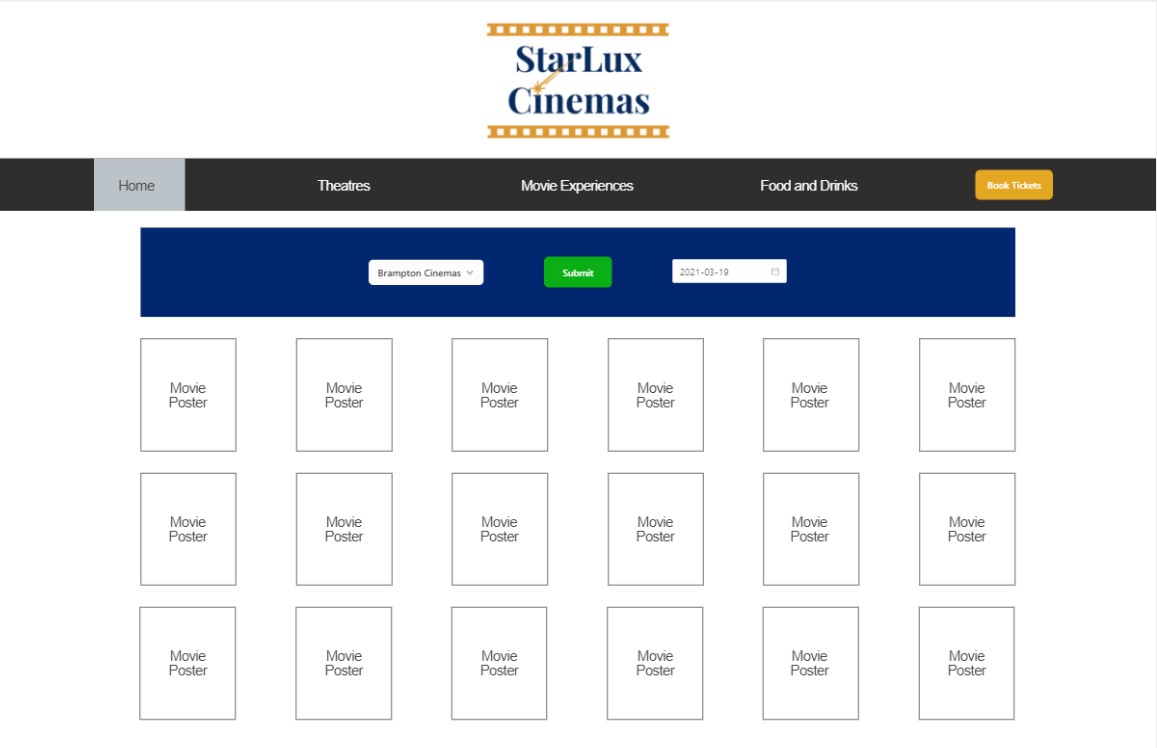 StarLux
Cinemas
Home Theatres Movie Experiences Food and Drinks Book Tickets
Brampton Cinemas Submit 2021-03-19
Movie Movie Movie Movie Movie Movie
Poster Poster Poster Poster Poster Poster
Movie Movie Movie Movie Movie Movie
Poster Poster Poster Poster Poster Poster
Movie Movie Movie Movie Movie Movie
Poster Poster Poster Poster Poster Poster